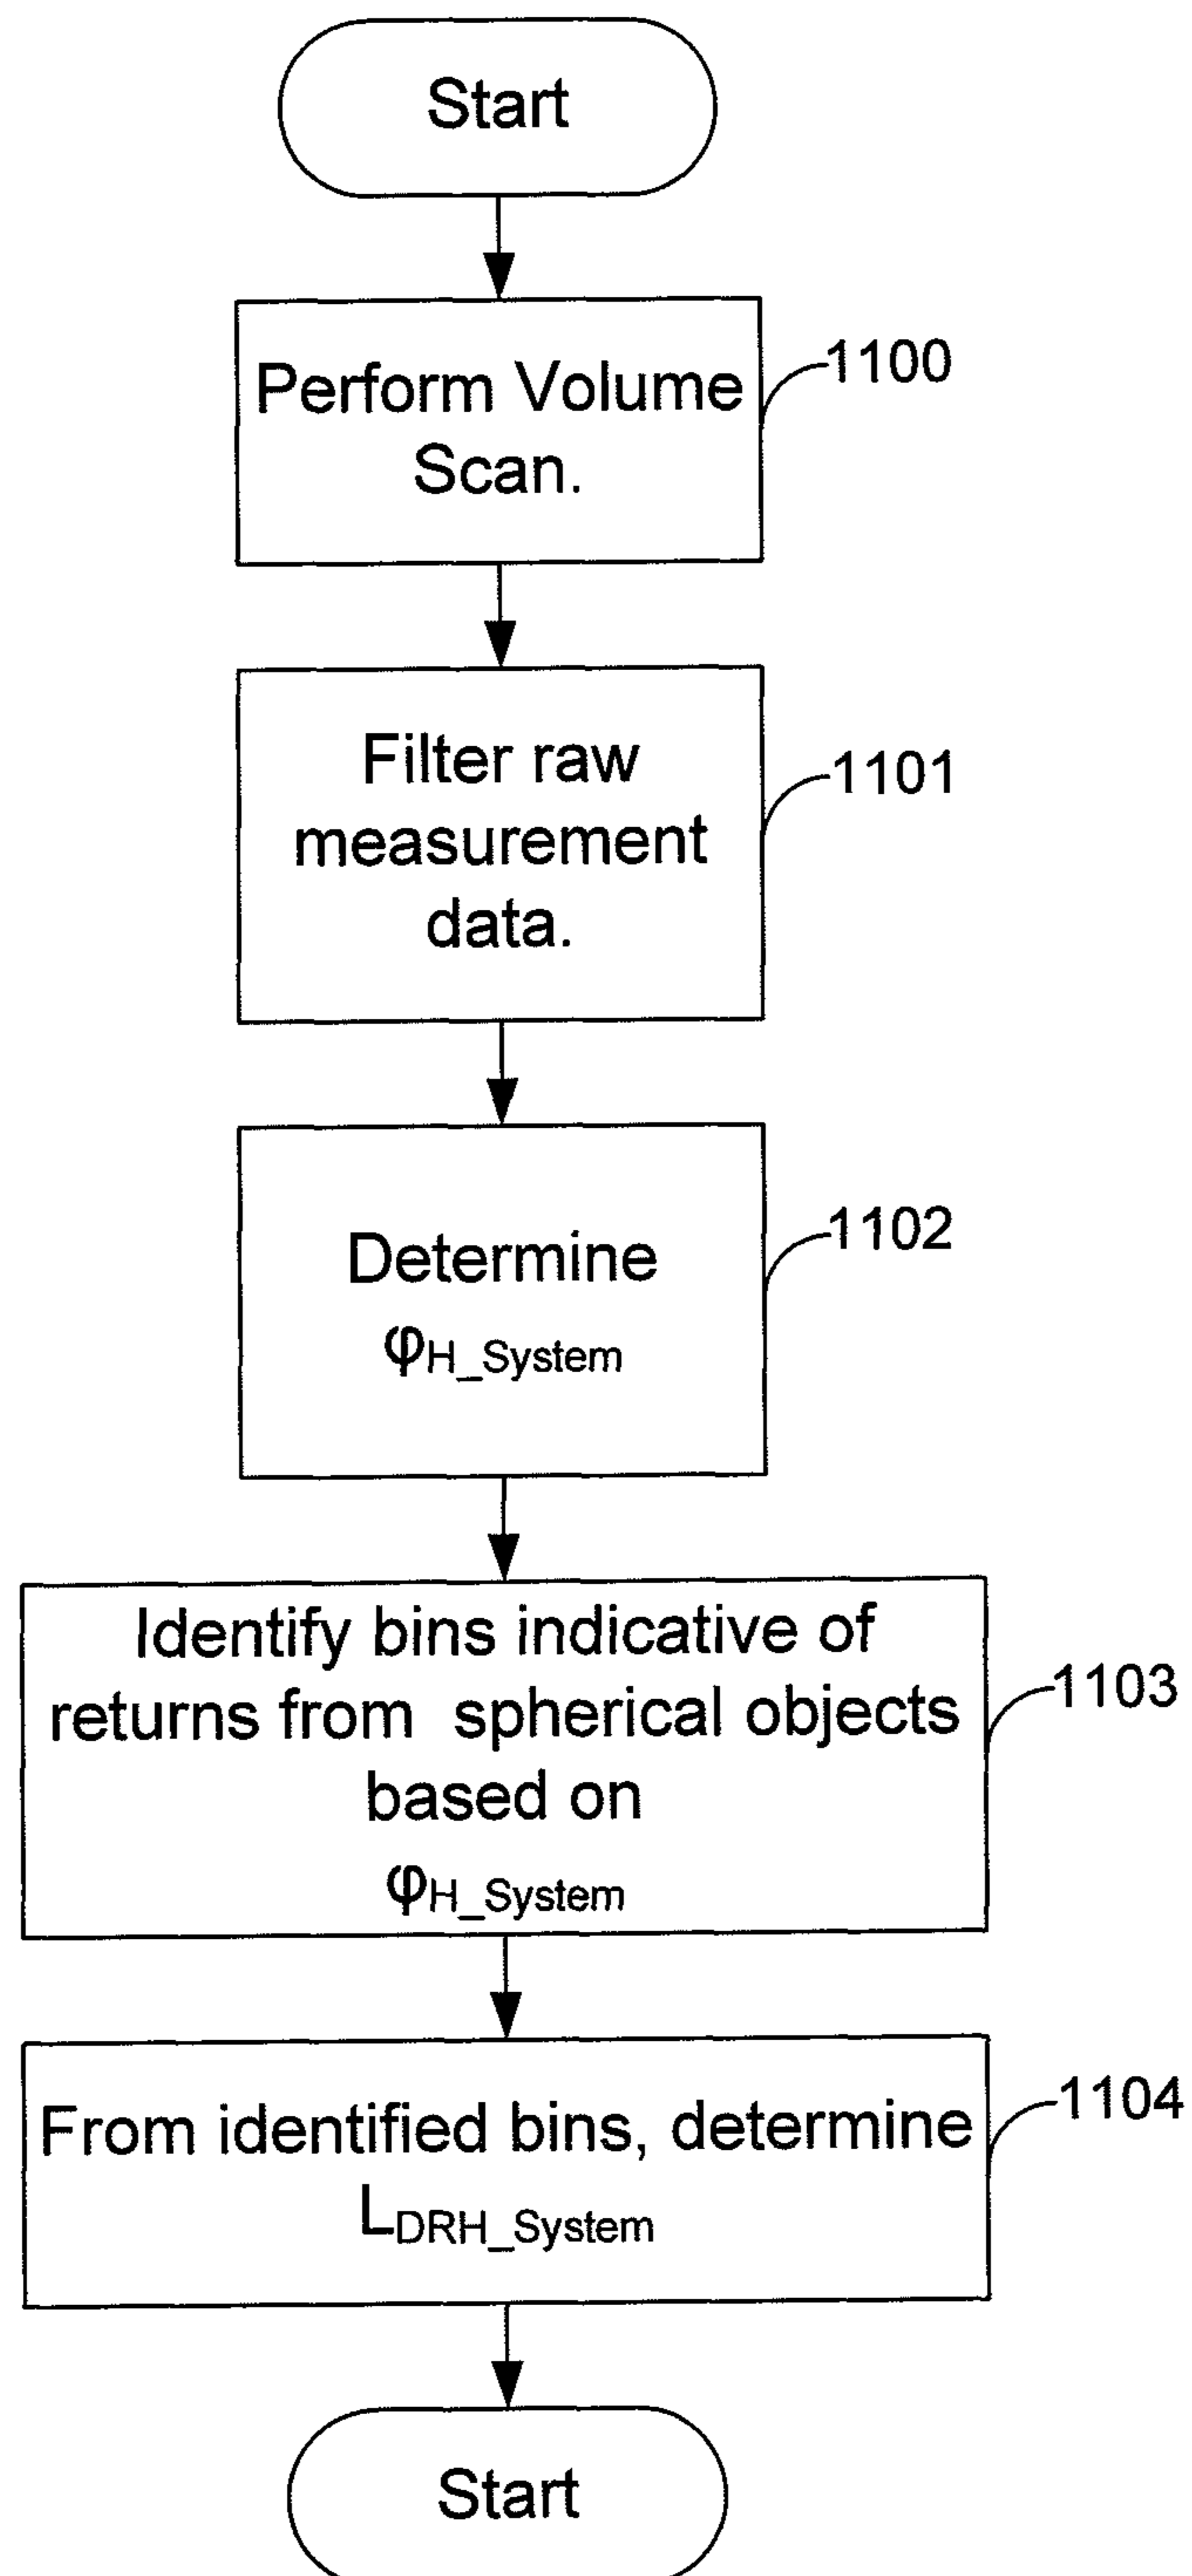 Start
Perform Volume
Scan.
1100
Filter raw
measurement
data.
1101
Determine
φH_System
1102
Identify bins indicative of
returns from spherical objects
based on
φH_System
1103
From identified bins, determine
LDRH_System
1104
Start